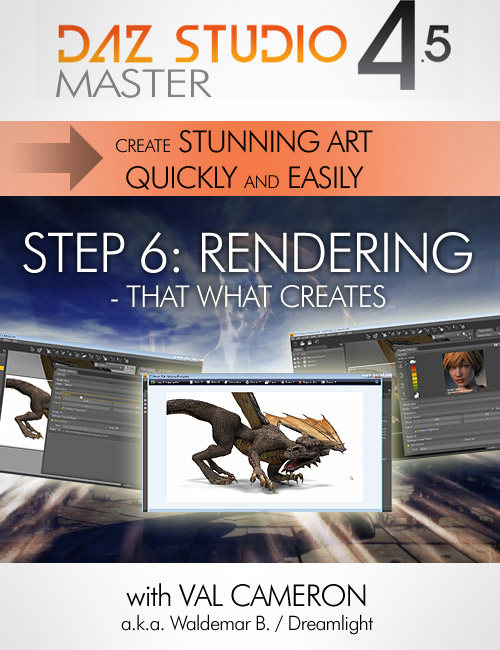 DAZ STUDIO 4.5
MASTER
CREATE STUNNING ART
QUICKLY AND EASILY
STEP 6: RENDERING
- THAT WHAT CREATES
with VAL CAMERON
a.k.a. Waldemar B. / Dreamlight